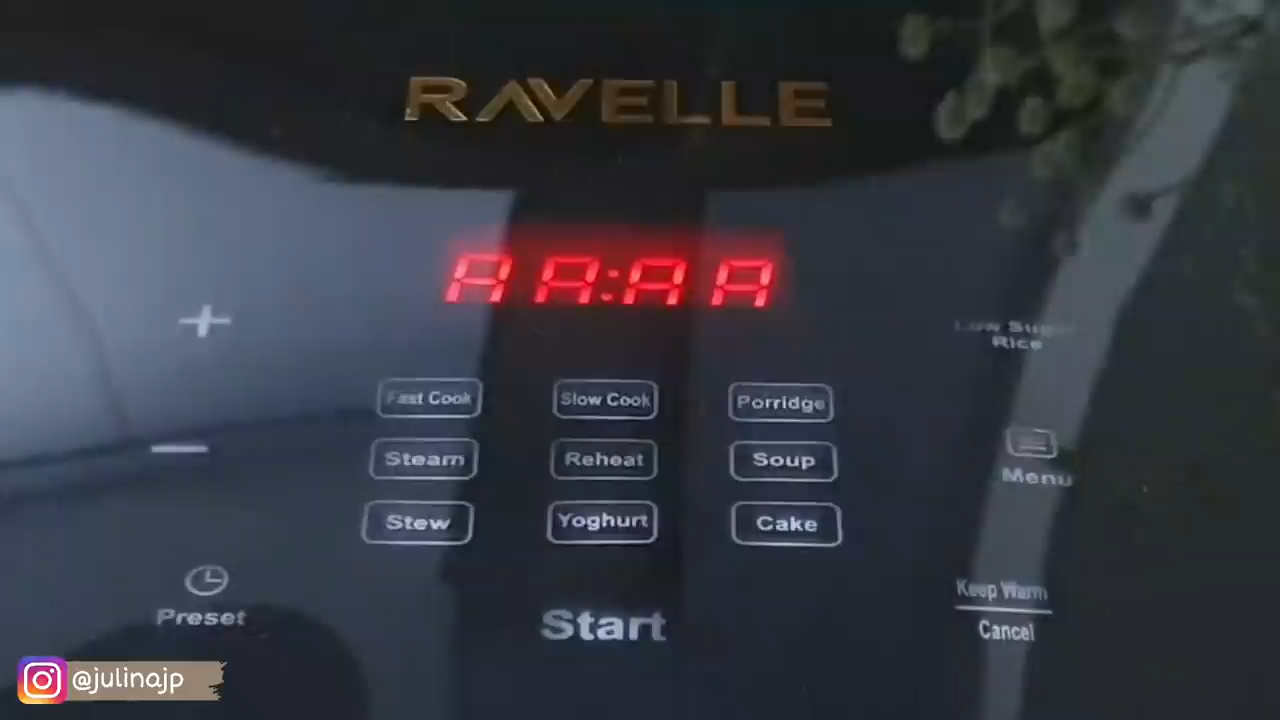 RAVELLE
AA:AA
Low Sugar
Rice
Fast Cook
Slow Cook
Porridge
Steam
Reheat
Soup
Menu
Stew
Yoghurt
Cake
Preset
Start
Keep Warm
Cancel
@julinajp